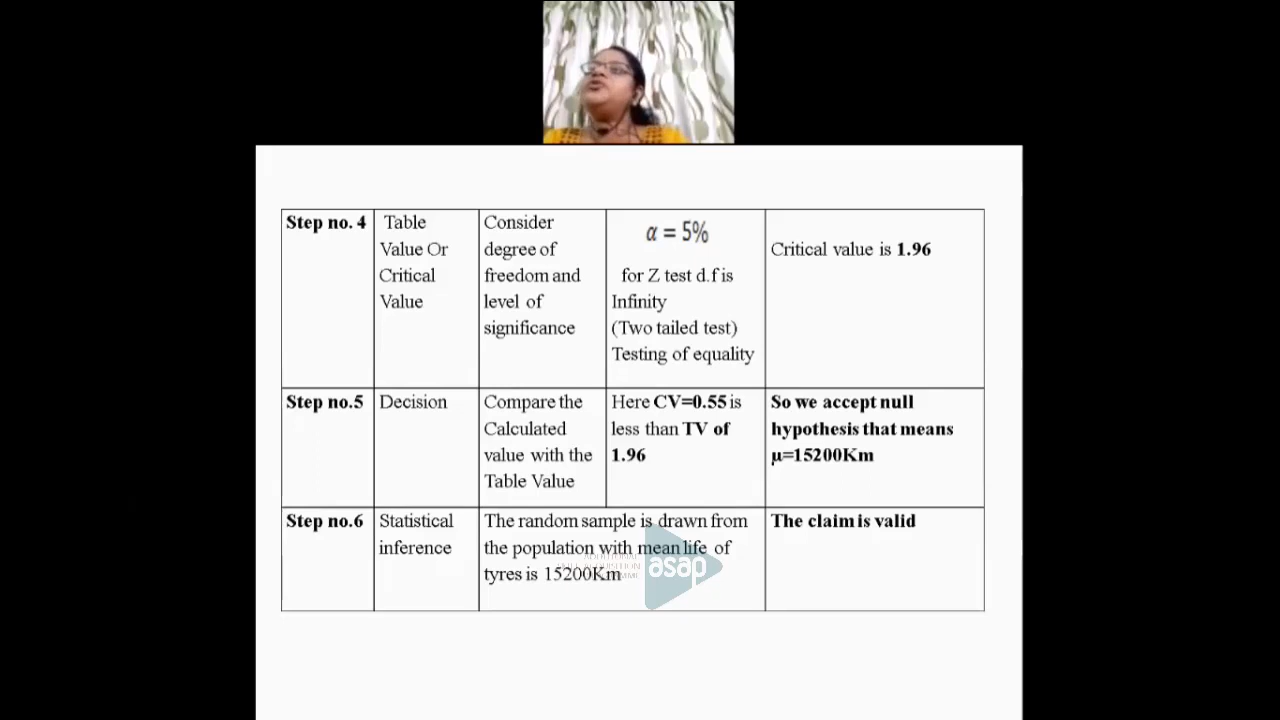 Step no. 4
Table
Value Or
Critical
Value
Consider
degree of
freedom and
level of
significance
α = 5%
for Z test d.f is
Infinity
(Two tailed test)
Testing of equality
Critical value is 1.96
Step no.5
Decision
Compare the
Calculated
value with the
Table Value
Here CV=0.55 is
less than TV of
1.96
So we accept null
hypothesis that means
µ=15200Km
Step no.6
Statistical
inference
The random sample is drawn from
the population with mean life of
tyres is 15200Km
The claim is valid
asap